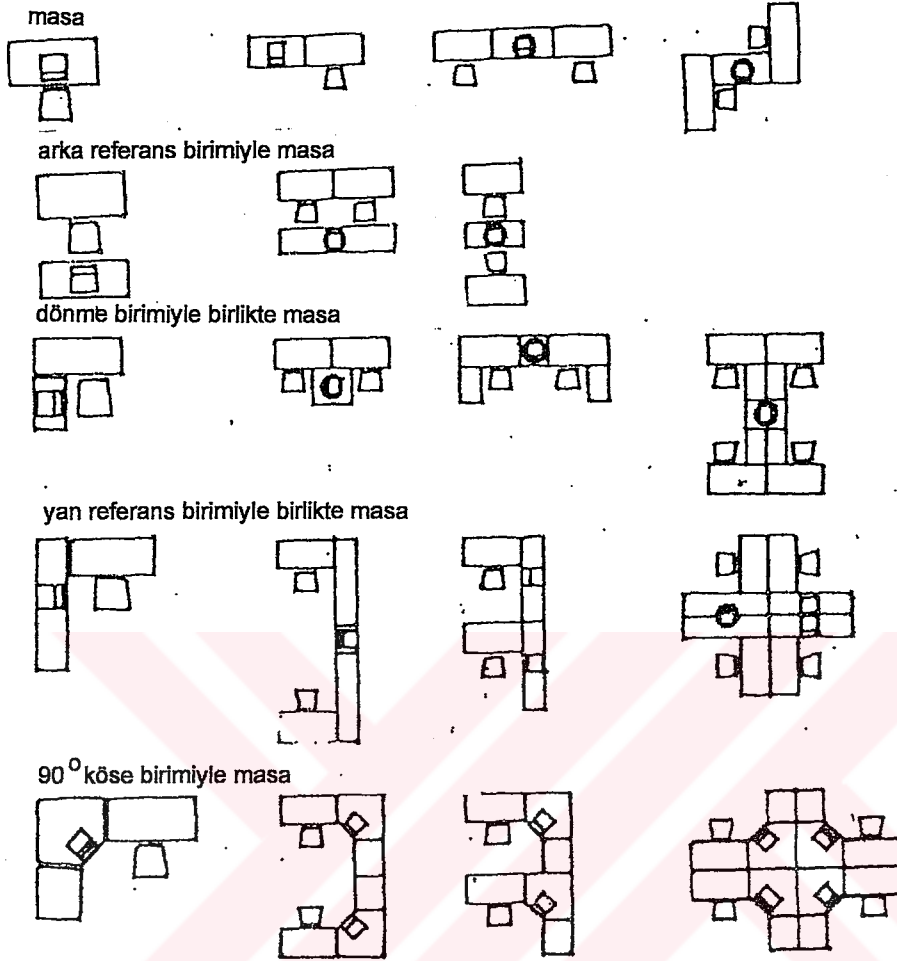 masa
arka referans birimiyle masa
dönme birimiyle birlikte masa
yan referans birimiyle birlikte masa
90 ° köse birimiyle masa